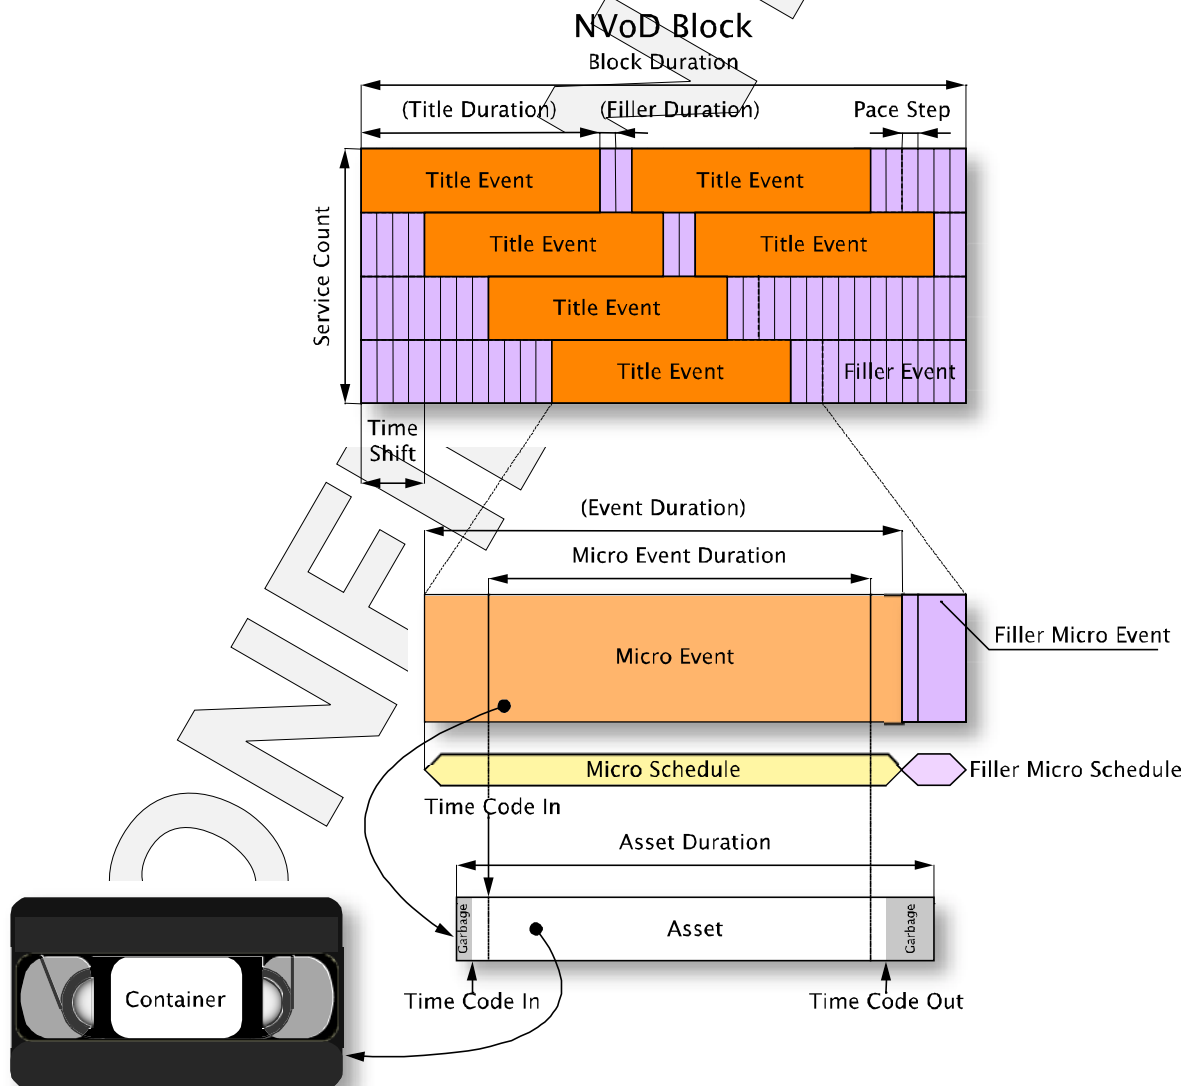 NVoD Block
Block Duration
(Title Duration)
(Filler Duration)
Pace Step
Service Count
Title Event
Title Event
Title Event
Title Event
Title Event
Title Event
Filler Event
Time
Shift
(Event Duration)
Micro Event Duration
Micro Event
Filler Micro Event
Micro Schedule
Filler Micro Schedule
Time Code In
Asset Duration
Garbage
Asset
Garbage
Time Code In
Time Code Out
Container